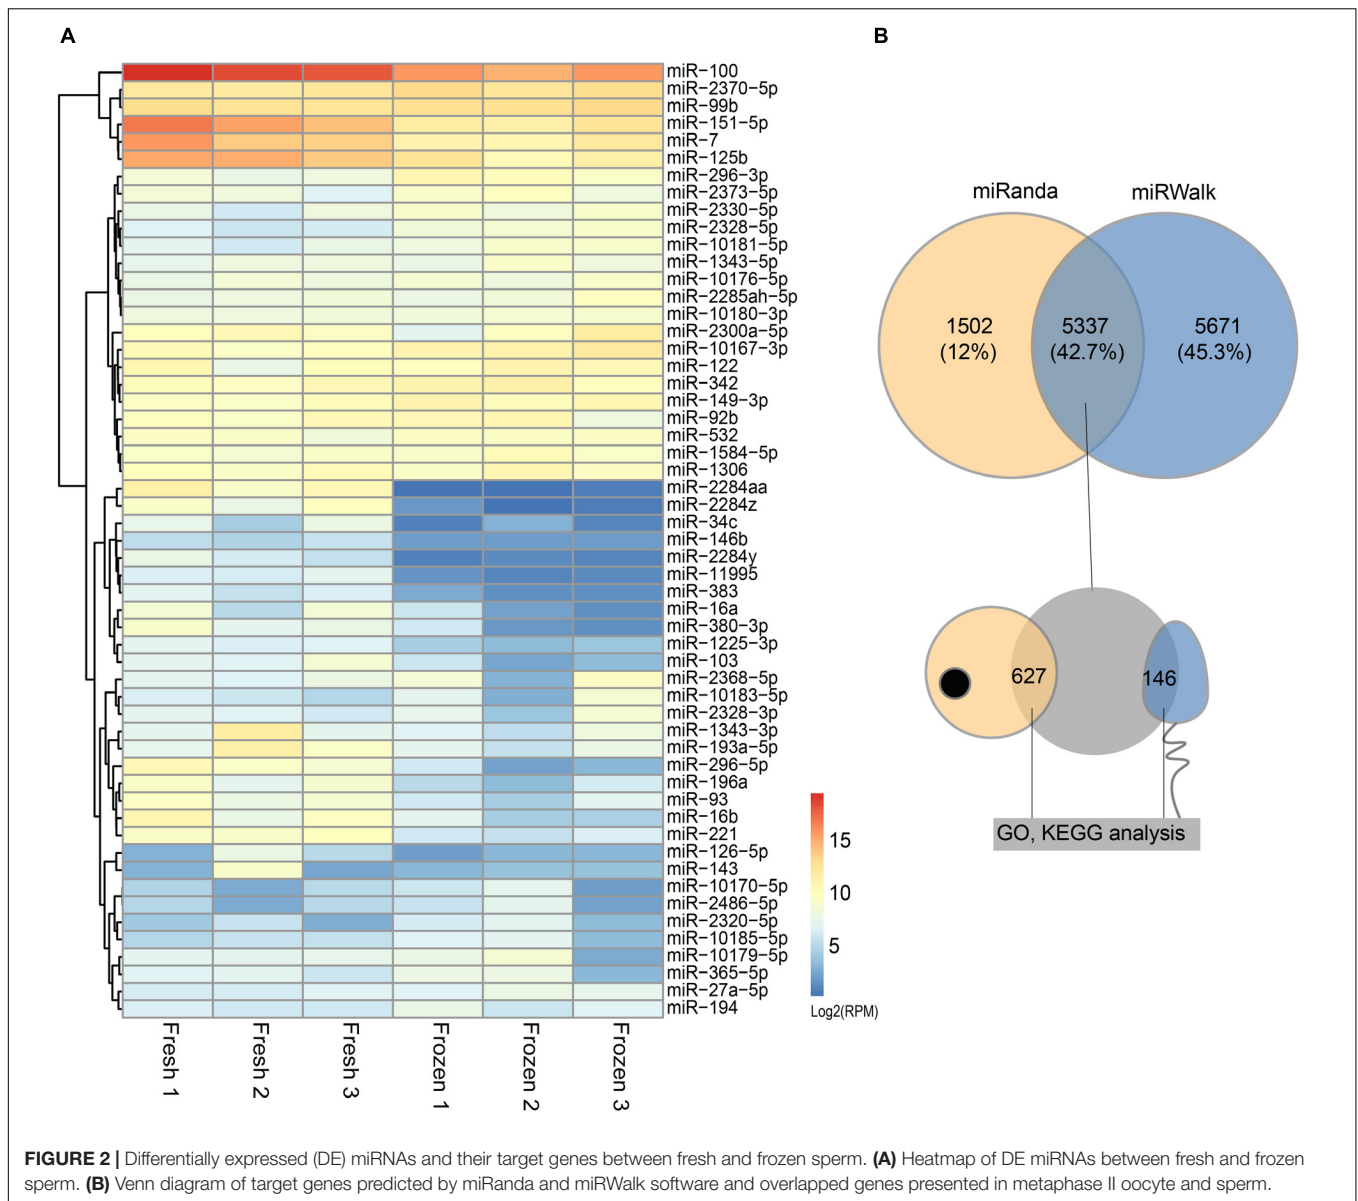 A
miR−100
miR−2370−5p
miR−99b
miR−151−5p
miR−7
miR−125b
miR−296−3p
miR−2373−5p
miR−2330−5p
miR−2328−5p
miR−10181−5p
miR−1343−5p
miR−10176−5p
miR−2285ah−5p
miR−10180−3p
miR−2300a−5p
miR−10167−3p
miR−122
miR−342
miR−149−3p
miR−92b
miR−532
miR−1584−5p
miR−1306
miR−2284aa
miR−2284z
miR−34c
miR−146b
miR−2284y
miR−11995
miR−383
miR−16a
miR−380−3p
miR−1225−3p
miR−103
miR−2368−5p
miR−10183−5p
miR−2328−3p
miR−1343−3p
miR−193a−5p
miR−296−5p
miR−196a
miR−93
miR−16b
miR−221
miR−126−5p
miR−143
miR−10170−5p
miR−2486−5p
miR−2320−5p
miR−10185−5p
miR−10179−5p
miR−365−5p
miR−27a−5p
miR−194
Fresh 1
Fresh 2
Fresh 3
Frozen 1
Frozen 2
Frozen 3
15
10
5
Log2(RPM)
B
miRanda
miRWalk
1502
(12%)
5337
(42.7%)
5671
(45.3%)
627
146
GO, KEGG analysis
FIGURE 2 | Differentially expressed (DE) miRNAs and their target genes between fresh and frozen sperm. (A) Heatmap of DE miRNAs between fresh and frozen
sperm. (B) Venn diagram of target genes predicted by miRanda and miRWalk software and overlapped genes presented in metaphase II oocyte and sperm.